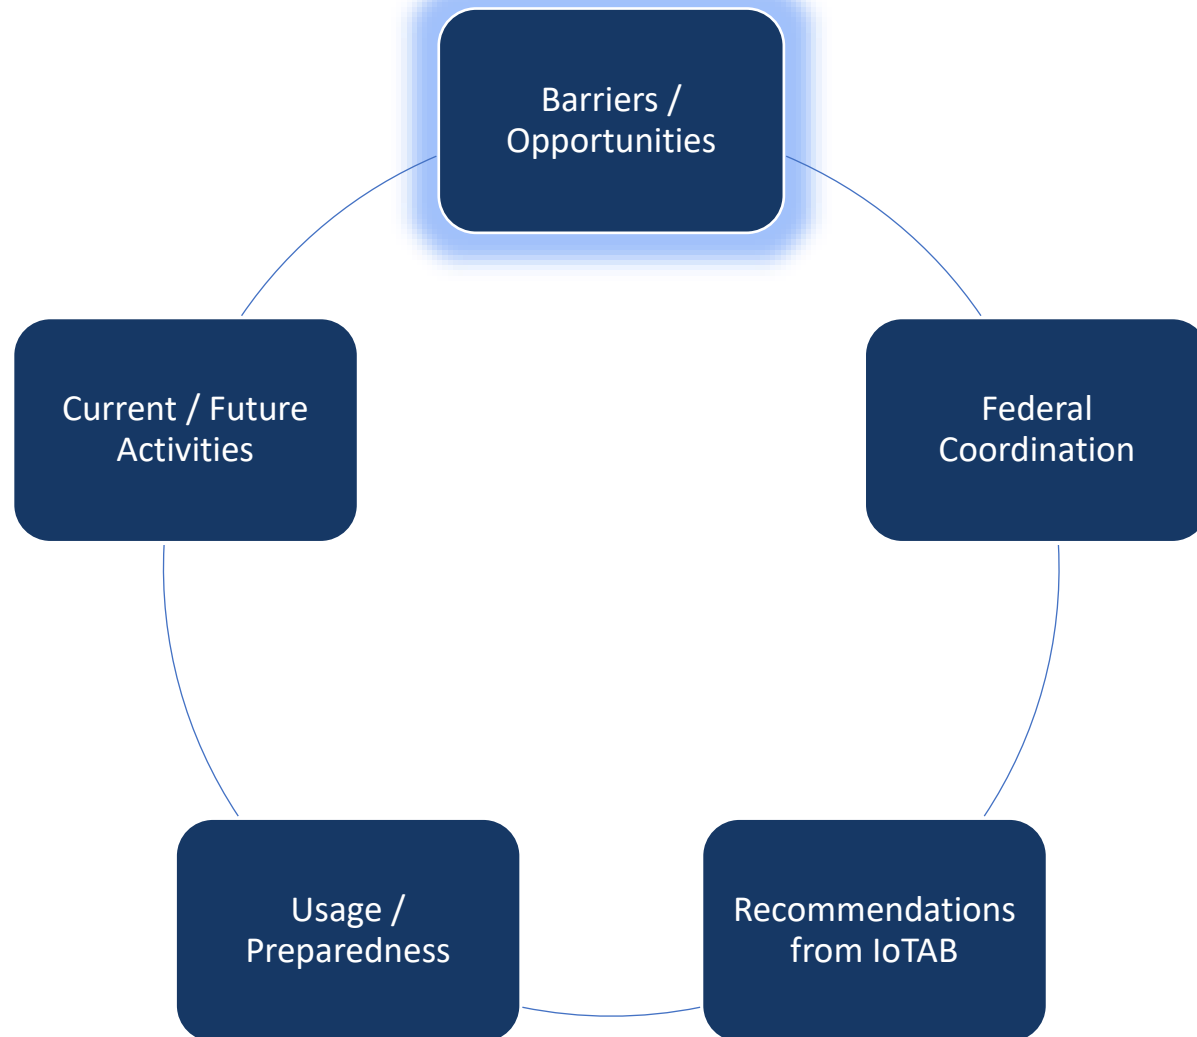 Barriers /
Opportunities
Current / Future
Activities
Federal
Coordination
Usage /
Preparedness
Recommendations
from IoTAB